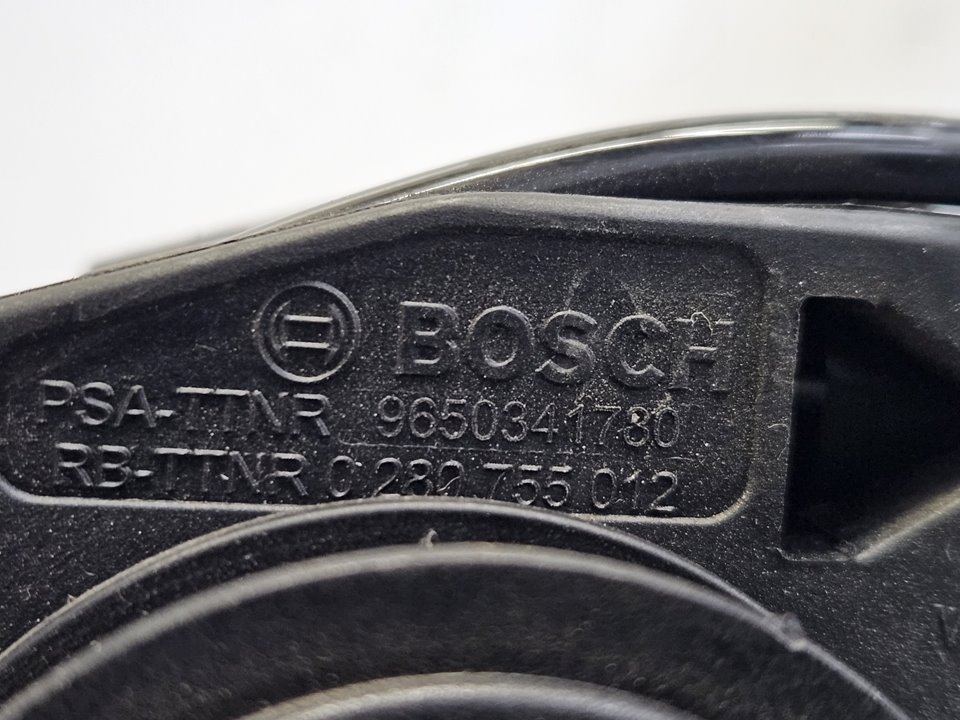 BOSCH
PSA-TTNR 9650341780
RB-TTNR 0 280 755 012